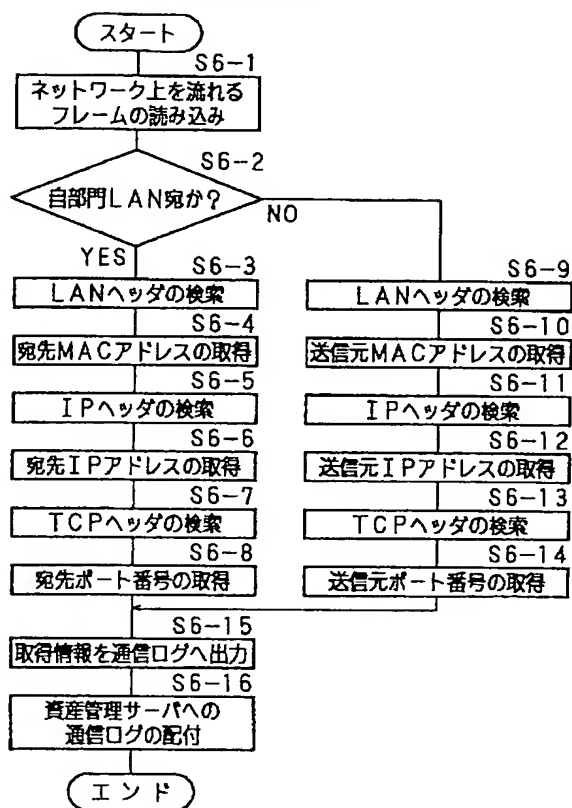 スタート
S6-1
ネットワーク上を流れる
フレームの読み込み
S6-2
自部門LAN宛か?
NO
YES
S6-3
LANヘッダの検索
S6-4
宛先MACアドレスの取得
S6-5
IPヘッダの検索
S6-6
宛先IPアドレスの取得
S6-7
TCPヘッダの検索
S6-8
宛先ポート番号の取得
S6-9
LANヘッダの検索
S6-10
送信元MACアドレスの取得
S6-11
IPヘッダの検索
S6-12
送信元IPアドレスの取得
S6-13
TCPヘッダの検索
S6-14
送信元ポート番号の取得
S6-15
取得情報を通信ログへ出力
S6-16
資産管理サーバへの
通信ログの配付
エンド